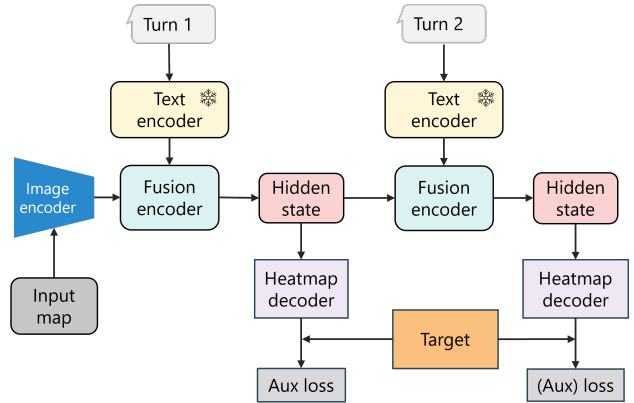 Turn 1
Turn 2
Text
encoder
Text
encoder
Image
encoder
Fusion
encoder
Hidden
state
Fusion
encoder
Hidden
state
Input
map
Heatmap
decoder
Heatmap
decoder
Target
Aux loss
(Aux) loss